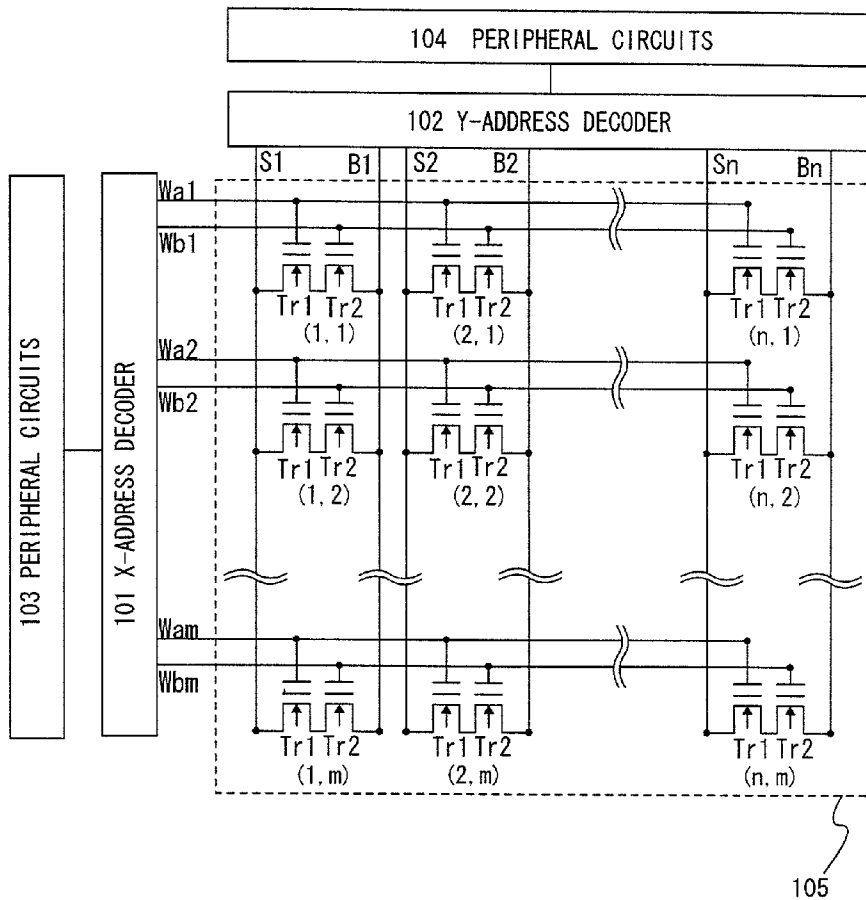 104 PERIPHERAL CIRCUITS
102 Y-ADDRESS DECODER
S1 B1 S2 B2 Sn Bn
103 PERIPHERAL CIRCUITS
101 X-ADDRESS DECODER
Wa1
Wb1
Tr1 Tr2 Tr1 Tr2 Tr1 Tr2
(1, 1) (2, 1) (n, 1)
Wa2
Wb2
Tr1 Tr2 Tr1 Tr2 Tr1 Tr2
(1, 2) (2, 2) (n, 2)
Wam
Wbm
Tr1 Tr2 Tr1 Tr2 Tr1 Tr2
(1, m) (2, m) (n, m)
105